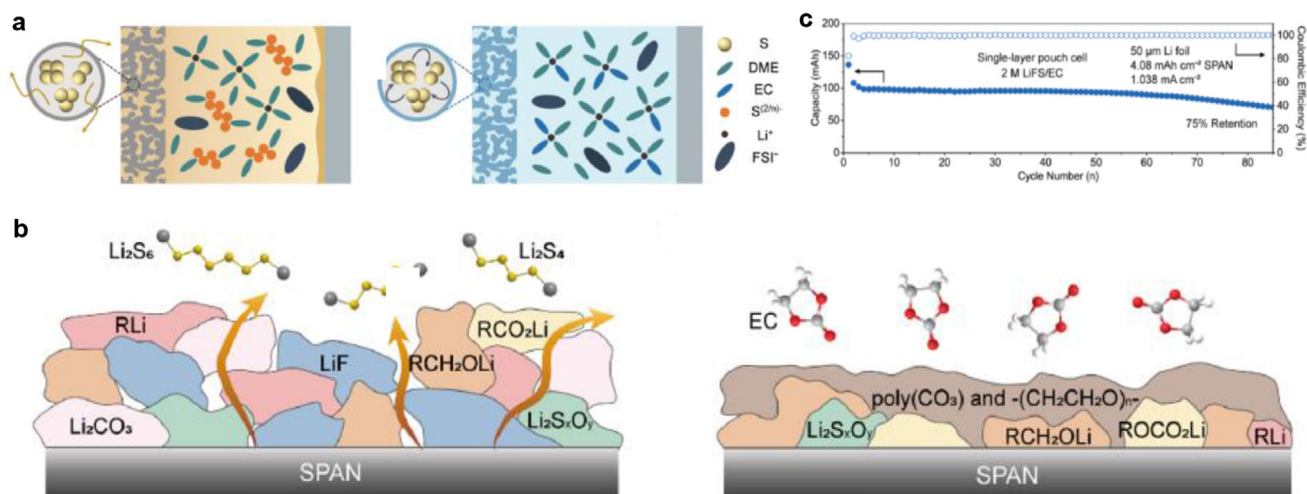 a
S
DME
EC
S(2/n)-
Li⁺
FSI⁻
c
Capacity (mAh)
200
150
100
50
0
0
10
20
30
40
50
60
70
80
Cycle Number (n)
100
80
60
40
20
0
Coulombic Efficiency (%)
Single-layer pouch cell
2 M LiFS/EC
50 µm Li foil
4.08 mAh cm⁻² SPAN
1.038 mA cm⁻²
75% Retention
b
Li₂S₆
Li₂S₄
RLi
RCO₂Li
LiF
RCH₂OLi
Li₂CO₃
Li₂SₓOᵧ
SPAN
EC
poly(CO₃) and -(CH₂CH₂O)ₙ-
Li₂SₓOᵧ
RCH₂OLi
ROCO₂Li
RLi
SPAN